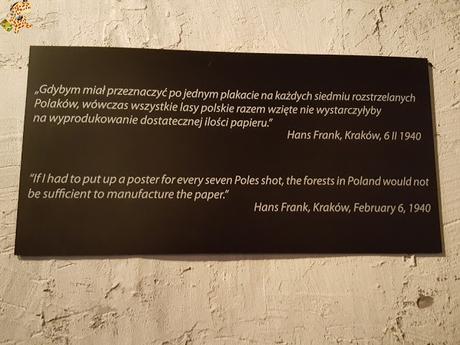 „Gdybym miał przeznaczyć po jednym plakacie na każdych siedmiu rozstrzelanych
Polaków, wówczas wszystkie lasy polskie razem wzięte nie wystarczyłyby
na wyprodukowanie dostatecznej ilości papieru.”
Hans Frank, Kraków, 6 II 1940
“If I had to put up a poster for every seven Poles shot, the forests in Poland would not
be sufficient to manufacture the paper.”
Hans Frank, Kraków, February 6, 1940